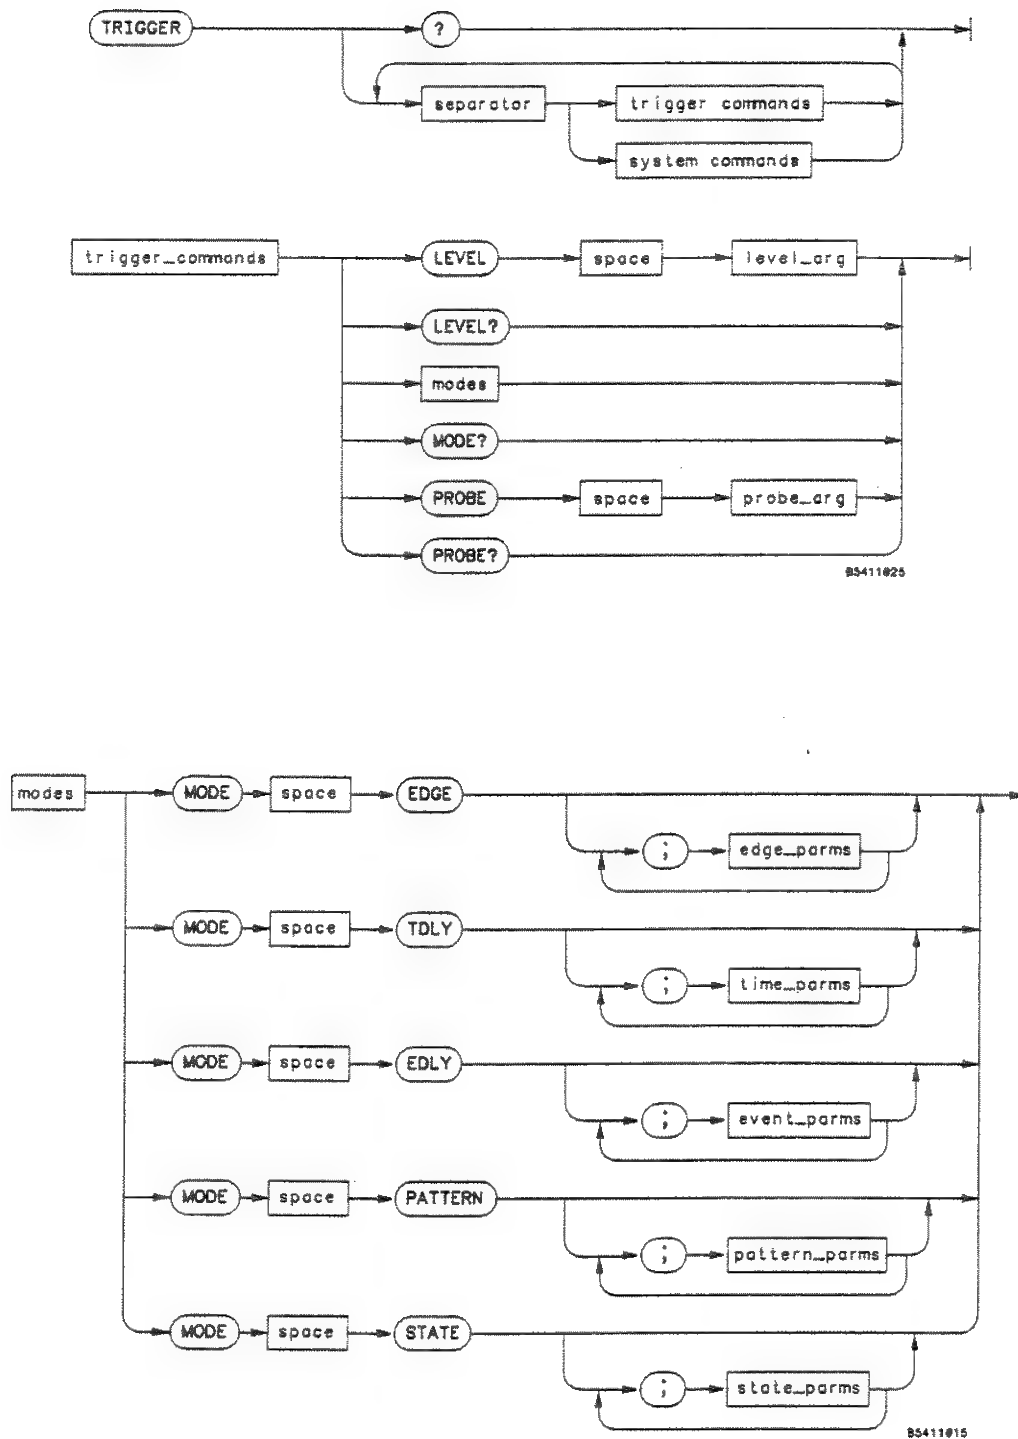 TRIGGER ?
separator trigger commands
system commands
trigger_commands LEVEL space level_arg
LEVEL?
modes
MODE?
PROBE space probe_arg
PROBE?
B5411025
modes MODE space EDGE
; edge_parms
MODE space TDLY
; time_parms
MODE space EDLY
; event_parms
MODE space PATTERN
; pattern_parms
MODE space STATE
; state_parms
B5411015